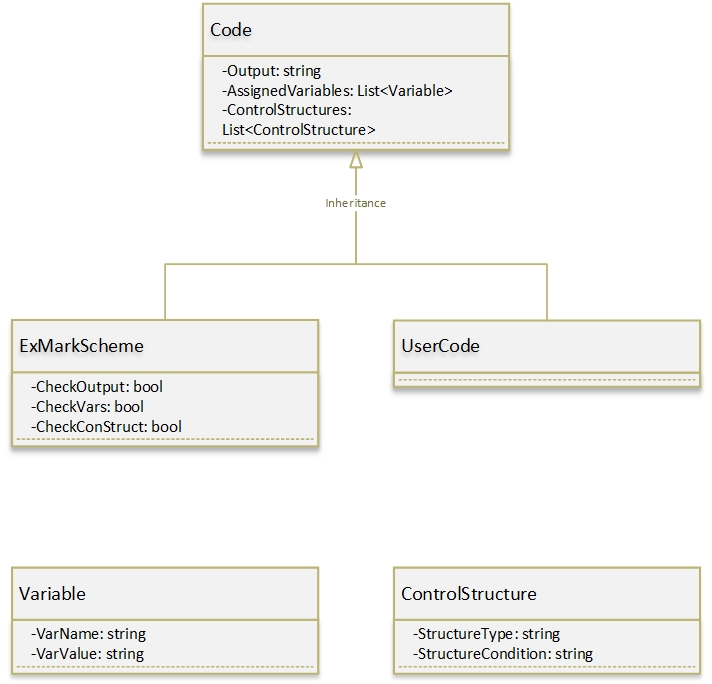 Code
-Output: string
-AssignedVariables: List<Variable>
-ControlStructures:
List<ControlStructure>
Inheritance
ExMarkScheme
-CheckOutput: bool
-CheckVars: bool
-CheckConStruct: bool
UserCode
Variable
-VarName: string
-VarValue: string
ControlStructure
-StructureType: string
-StructureCondition: string